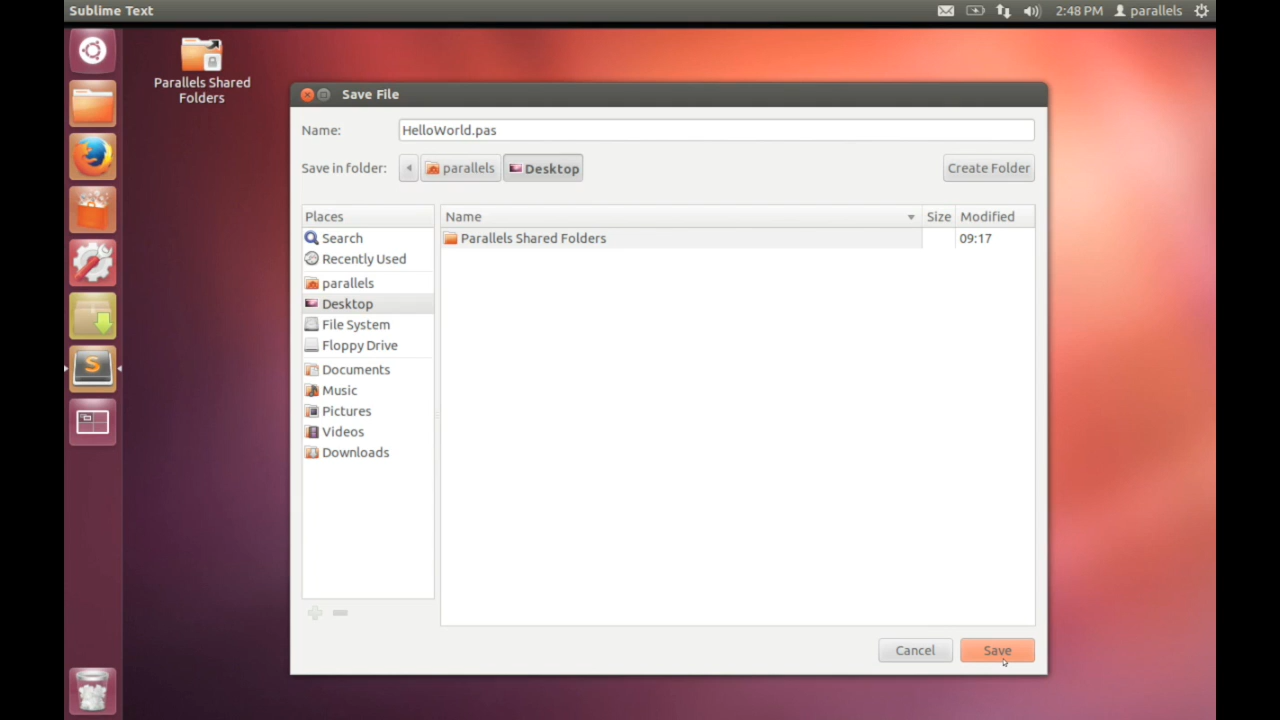 Sublime Text
2:48 PM
parallels
Parallels Shared
Folders
Save File
Name:
HelloWorld.pas
Save in folder:
parallels
Desktop
Create Folder
Places
Name
Size
Modified
Search
Parallels Shared Folders
09:17
Recently Used
parallels
Desktop
File System
Floppy Drive
Documents
Music
Pictures
Videos
Downloads
Cancel
Save